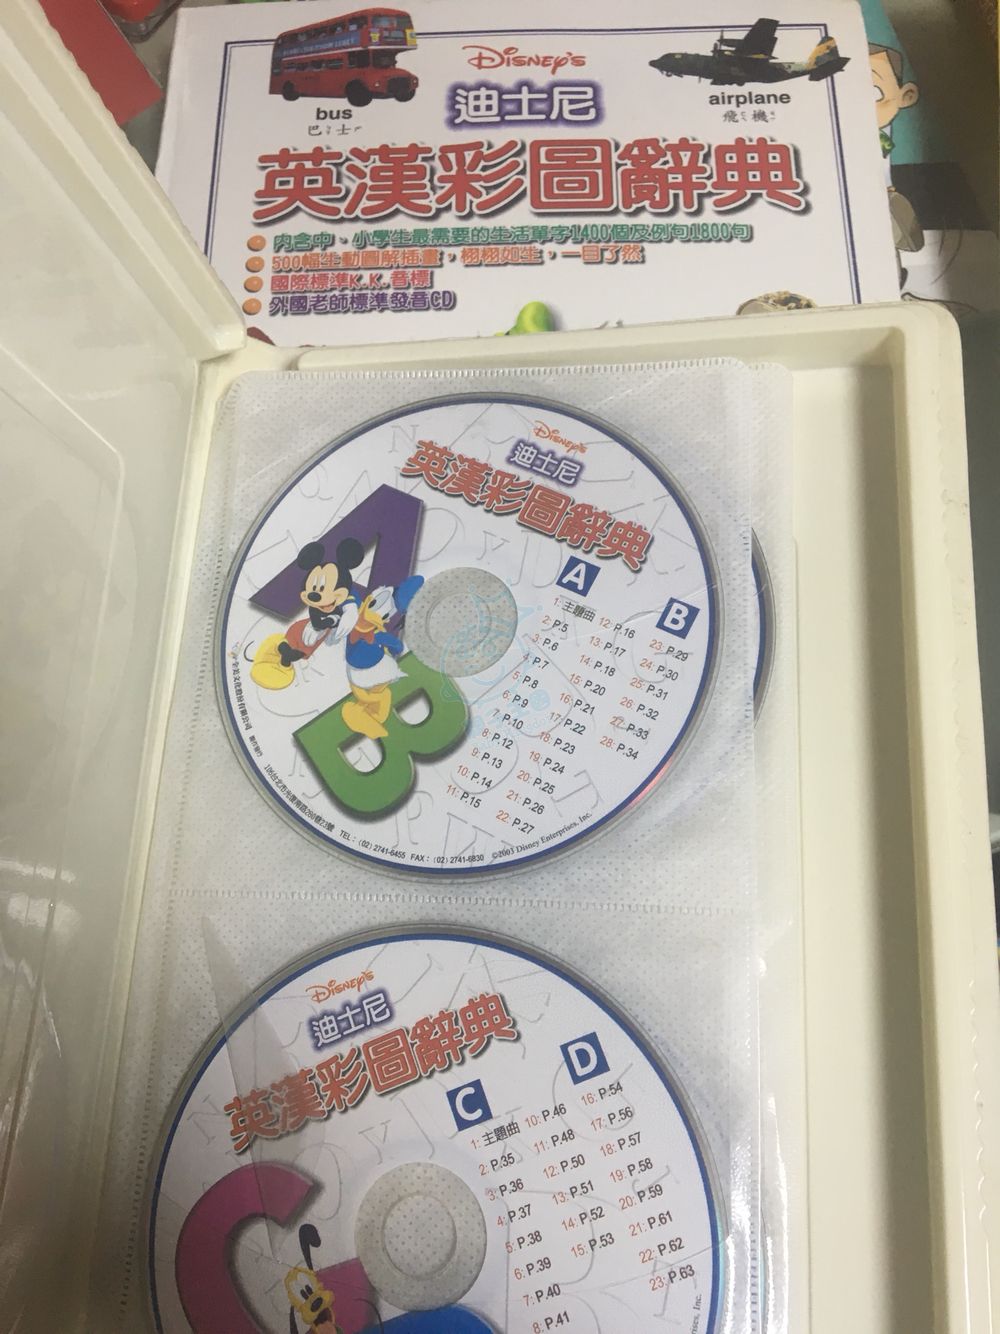 DISNEY'S
迪士尼
bus
巴士
airplane
飛機
英漢彩圖辭典
內含中、小學生最需要的生活單字1400個及例句1800句
500幅生動圖解插畫，栩栩如生，一目了然
國際標準K.K.音標
外國老師標準發音CD
DISNEY'S
迪士尼
英漢彩圖辭典
A
B
1: 主題曲
2: P.5
3: P.6
4: P.7
5: P.8
6: P.9
7: P.10
8: P.12
9: P.13
10: P.14
11: P.15
12: P.16
13: P.17
14: P.18
15: P.20
16: P.21
17: P.22
18: P.23
19: P.24
20: P.25
21: P.26
22: P.27
23: P.29
24: P.30
25: P.31
26: P.32
27: P.33
28: P.34
TEL：(02) 2741-6455 FAX：(02) 2741-6830 ©2003 Disney Enterprises, Inc.
DISNEY'S
迪士尼
英漢彩圖辭典
C
D
1: 主題曲
2: P.35
3: P.36
4: P.37
5: P.38
6: P.39
7: P.40
8: P.41
10: P.46
11: P.48
12: P.50
13: P.51
14: P.52
15: P.53
16: P.54
17: P.56
18: P.57
19: P.58
20: P.59
21: P.61
22: P.62
23: P.63